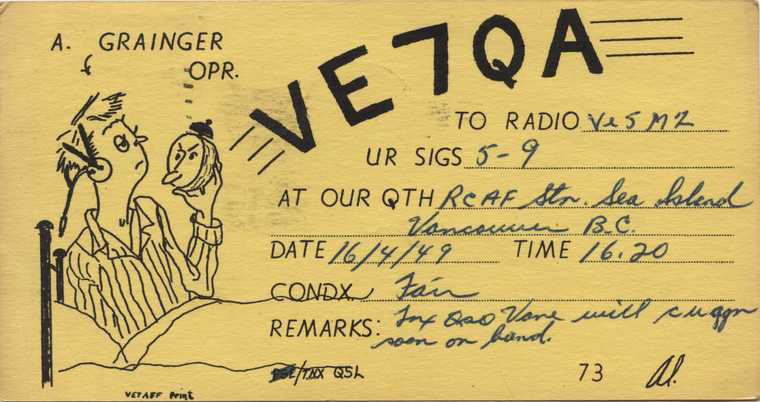 A. GRAINGER
OPR.
VE7QA
TO RADIO Ve5MZ
UR SIGS 5-9
AT OUR QTH RCAF Stn. Sea Island
Vancouver B.C.
DATE 16/4/49 TIME 16.20
CONDX. Fair
REMARKS: Tnx QSO Vane will c u agn
soon on band.
PSE/TNX QSL 73 Al.
VE7AFF Print